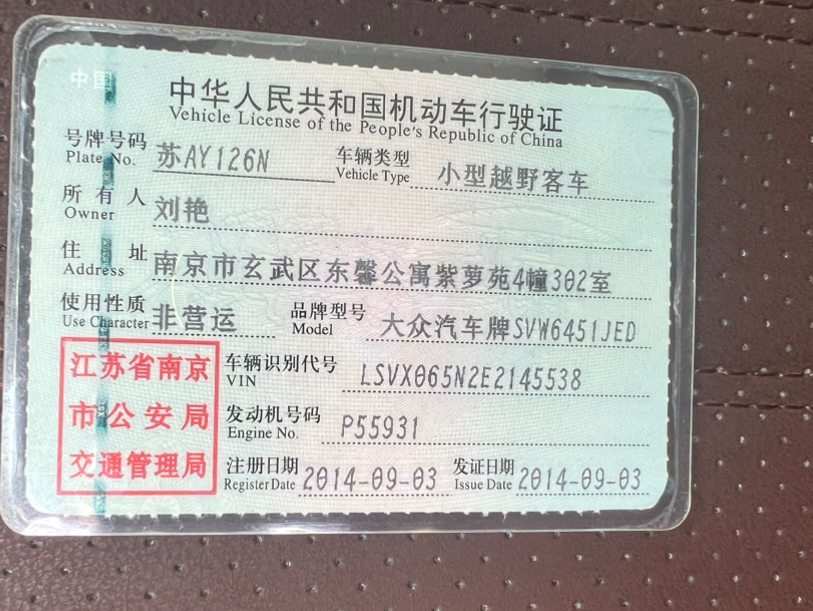 中国
中华人民共和国机动车行驶证
Vehicle License of the People's Republic of China
号牌号码 苏AY126N 车辆类型 小型越野客车
Plate No. Vehicle Type
所有人 刘艳
Owner
住址 南京市玄武区东馨公寓紫萝苑4幢302室
Address
使用性质 非营运 品牌型号 大众汽车牌SVW6451JED
Use Character Model
江苏省南京
市公安局
交通管理局
车辆识别代号 LSVX065N2E2145538
VIN
发动机号码 P55931
Engine No.
注册日期 2014-09-03 发证日期 2014-09-03
Register Date Issue Date